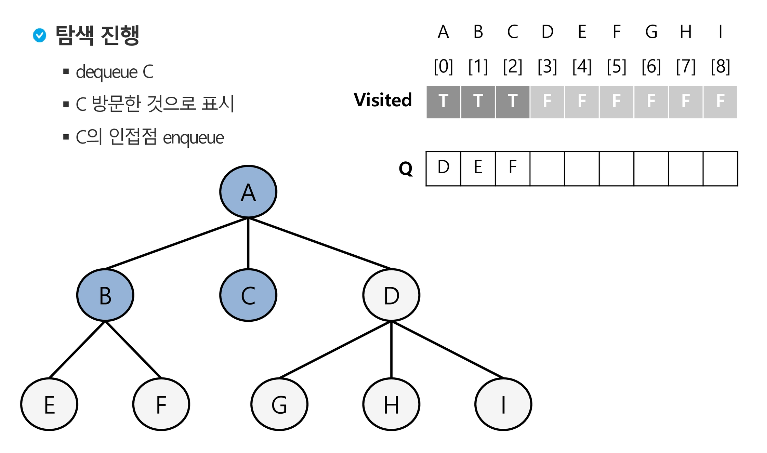 탐색 진행
▪ dequeue C
▪ C 방문한 것으로 표시
▪ C의 인접점 enqueue
A B C D E F G H I
[0] [1] [2] [3] [4] [5] [6] [7] [8]
Visited T T T F F F F F F
Q D E F
A
B C D
E F G H I